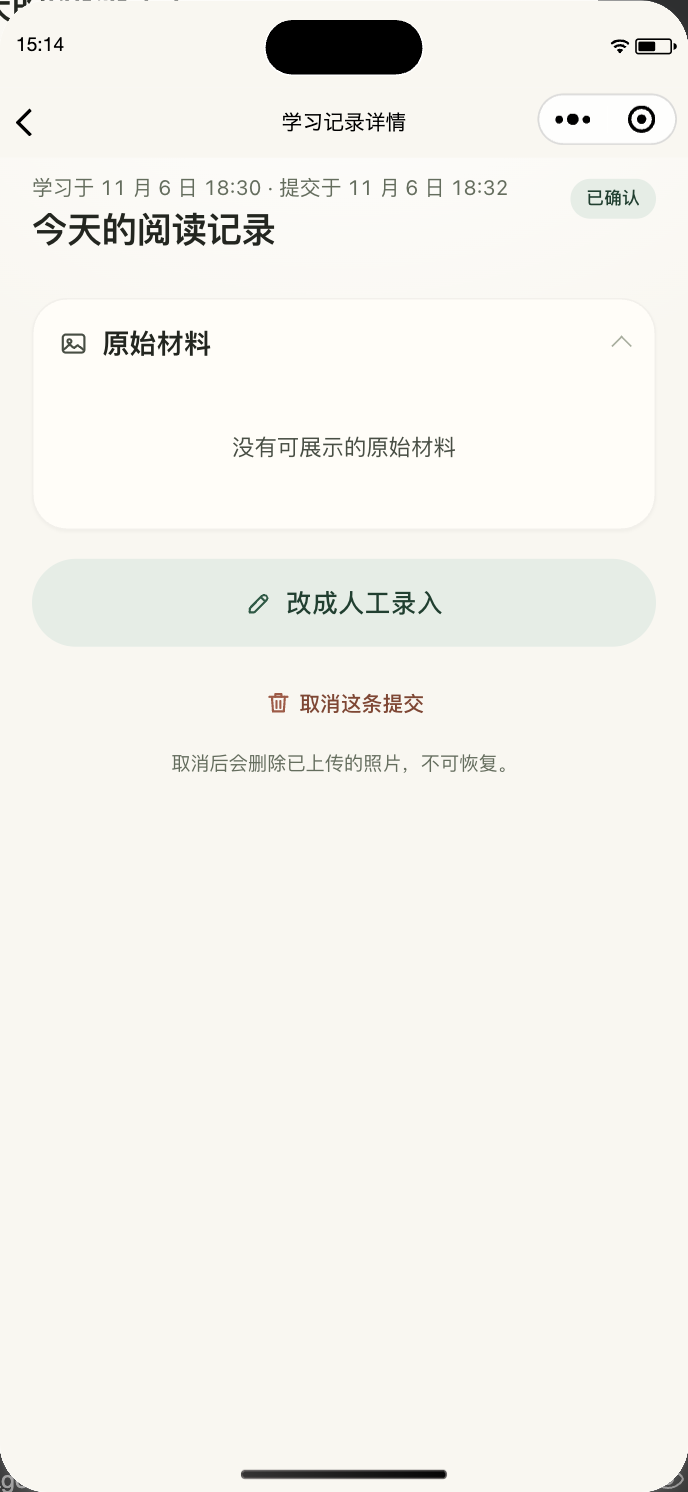 15:14
学习记录详情
学习于 11 月 6 日 18:30 · 提交于 11 月 6 日 18:32
已确认
今天的阅读记录
原始材料
没有可展示的原始材料
改成人工录入
取消这条提交
取消后会删除已上传的照片，不可恢复。